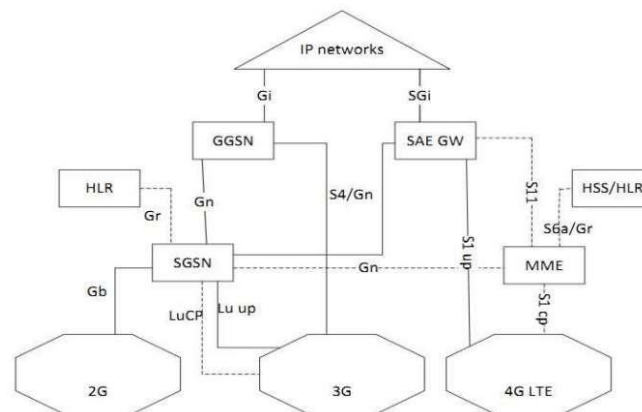 IP networks
Gi
SGi
GGSN
SAE GW
HLR
HSS/HLR
Gr
Gn
S4/Gn
S11
S6a/Gr
SGSN
Gn
S1 up
MME
Gb
LuCP
Lu up
S1 cp
2G
3G
4G LTE